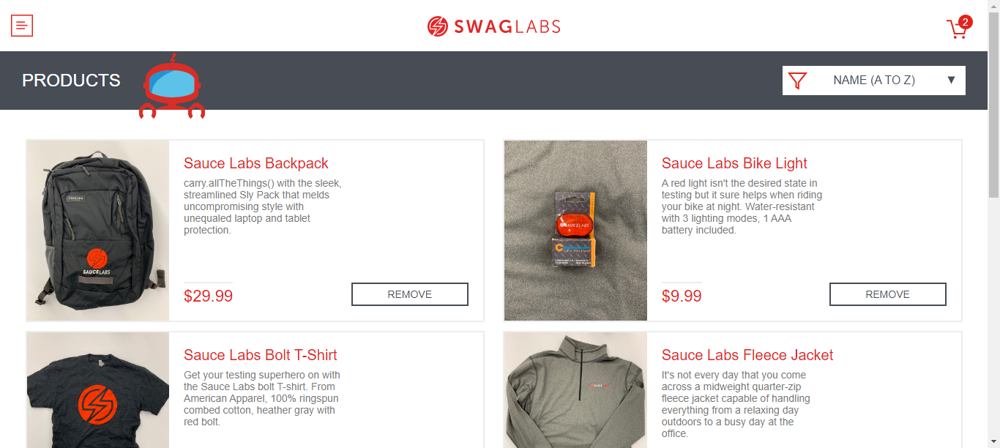 SWAGLABS
2
PRODUCTS
NAME (A TO Z)
Sauce Labs Backpack
carry.allTheThings() with the sleek,
streamlined Sly Pack that melds
uncompromising style with
unequaled laptop and tablet
protection.
$29.99
REMOVE
SAUCELABS
Sauce Labs Bike Light
A red light isn't the desired state in
testing but it sure helps when riding
your bike at night. Water-resistant
with 3 lighting modes, 1 AAA
battery included.
$9.99
REMOVE
SAUCELABS
Sauce Labs Bolt T-Shirt
Get your testing superhero on with
the Sauce Labs bolt T-shirt. From
American Apparel, 100% ringspun
combed cotton, heather gray with
red bolt.
Sauce Labs Fleece Jacket
It's not every day that you come
across a midweight quarter-zip
fleece jacket capable of handling
everything from a relaxing day
outdoors to a busy day at the
office.